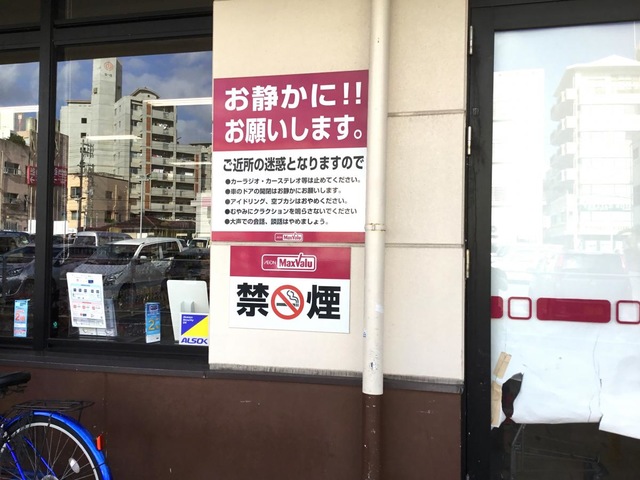 お静かに!!
お願いします。
ご近所の迷惑となりますので
●カーラジオ・カーステレオ等は止めてください。
●車のドアの開閉はお静かにお願いします。
●アイドリング、空ブカシはおやめください。
●むやみにクラクションを鳴らさないでください
●大声での会話、談話はやめましょう。
MaxValu
ÆON MaxValu
禁煙
ALSOK